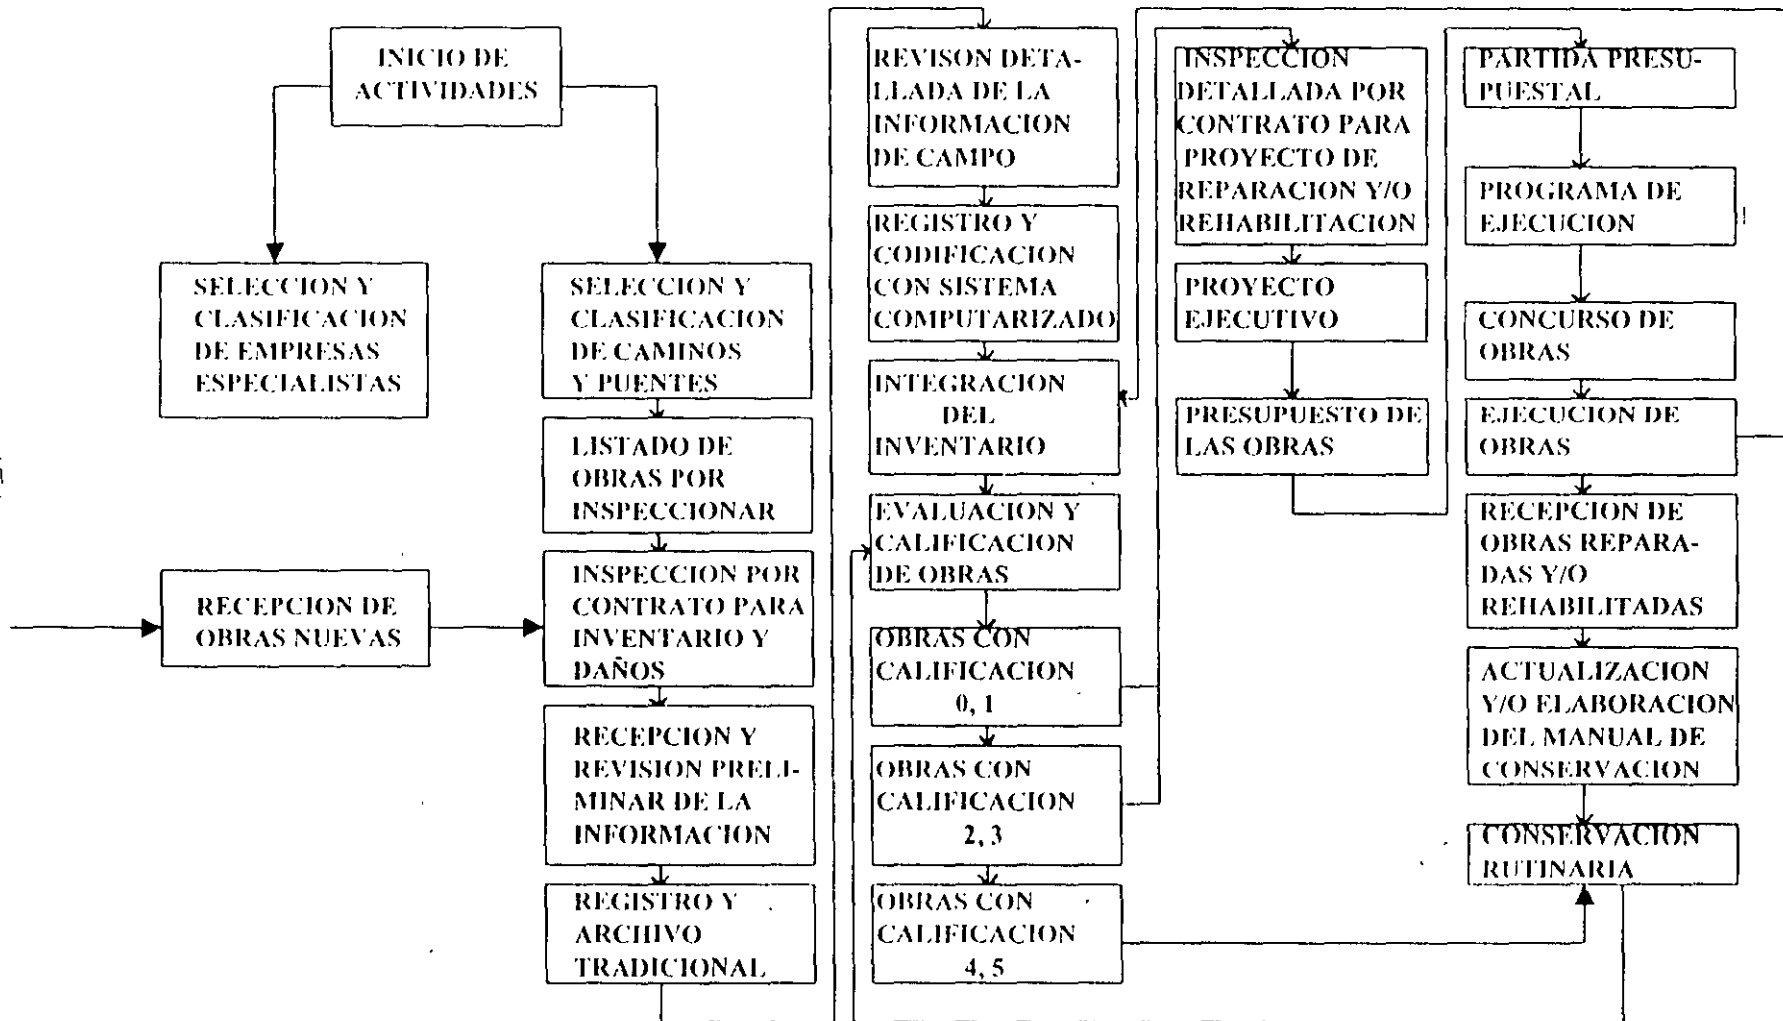 INICIO DE
ACTIVIDADES
SELECCION Y
CLASIFICACION
DE EMPRESAS
ESPECIALISTAS
SELECCION Y
CLASIFICACION
DE CAMINOS
Y PUENTES
LISTADO DE
OBRAS POR
INSPECCIONAR
RECEPCION DE
OBRAS NUEVAS
INSPECCION POR
CONTRATO PARA
INVENTARIO Y
DAÑOS
RECEPCION Y
REVISION PRELI-
MINAR DE LA
INFORMACION
REGISTRO Y
ARCHIVO
TRADICIONAL
REVISON DETA-
LLADA DE LA
INFORMACION
DE CAMPO
REGISTRO Y
CODIFICACION
CON SISTEMA
COMPUTARIZADO
INTEGRACION
DEL
INVENTARIO
EVALUACION Y
CALIFICACION
DE OBRAS
OBRAS CON
CALIFICACION
0, 1
OBRAS CON
CALIFICACION
2, 3
OBRAS CON
CALIFICACION
4, 5
INSPECCION
DETALLADA POR
CONTRATO PARA
PROYECTO DE
REPARACION Y/O
REHABILITACION
PROYECTO
EJECUTIVO
PRESUPUESTO DE
LAS OBRAS
PARTIDA PRESU-
PUESTAL
PROGRAMA DE
EJECUCION
CONCURSO DE
OBRAS
EJECUCION DE
OBRAS
RECEPCION DE
OBRAS REPARA-
DAS Y/O
REHABILITADAS
ACTUALIZACION
Y/O ELABORACION
DEL MANUAL DE
CONSERVACION
CONSERVACION
RUTINARIA